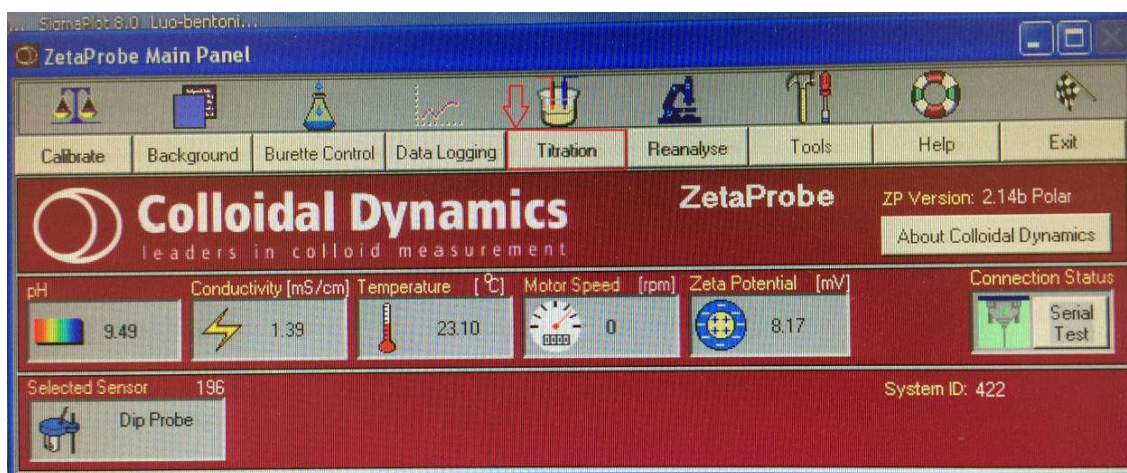 ... SigmaPlot 8.0 Luo-bentoni...
ZetaProbe Main Panel
Calibrate Background Burette Control Data Logging Titration Reanalyse Tools Help Exit
Colloidal Dynamics
leaders in colloid measurement
ZetaProbe
ZP Version: 2.14b Polar
About Colloidal Dynamics
pH Conductivity [mS/cm] Temperature [°C] Motor Speed [rpm] Zeta Potential [mV] Connection Status
9.49 1.39 23.10 0 8.17 Serial
Test
Selected Sensor 196 System ID: 422
Dip Probe